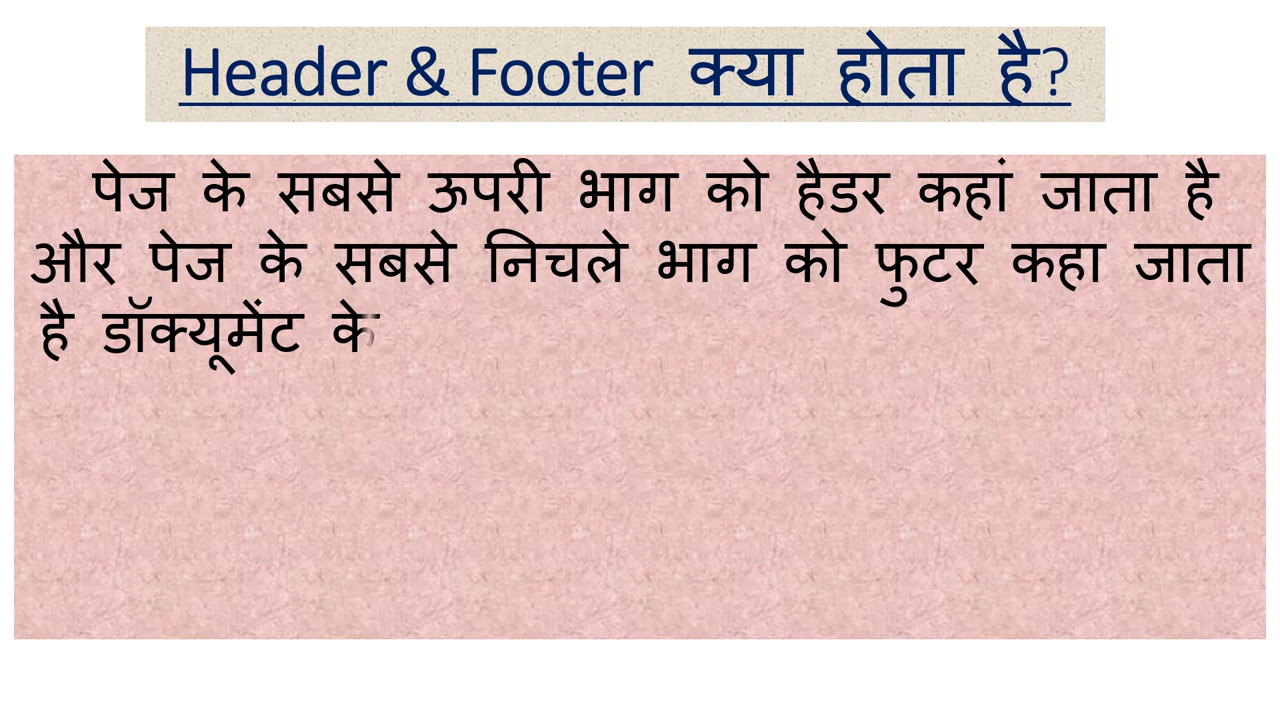 Header & Footer क्या होता है?
पेज के सबसे ऊपरी भाग को हैडर कहां जाता है
और पेज के सबसे निचले भाग को फुटर कहा जाता
है डॉक्यूमेंट के